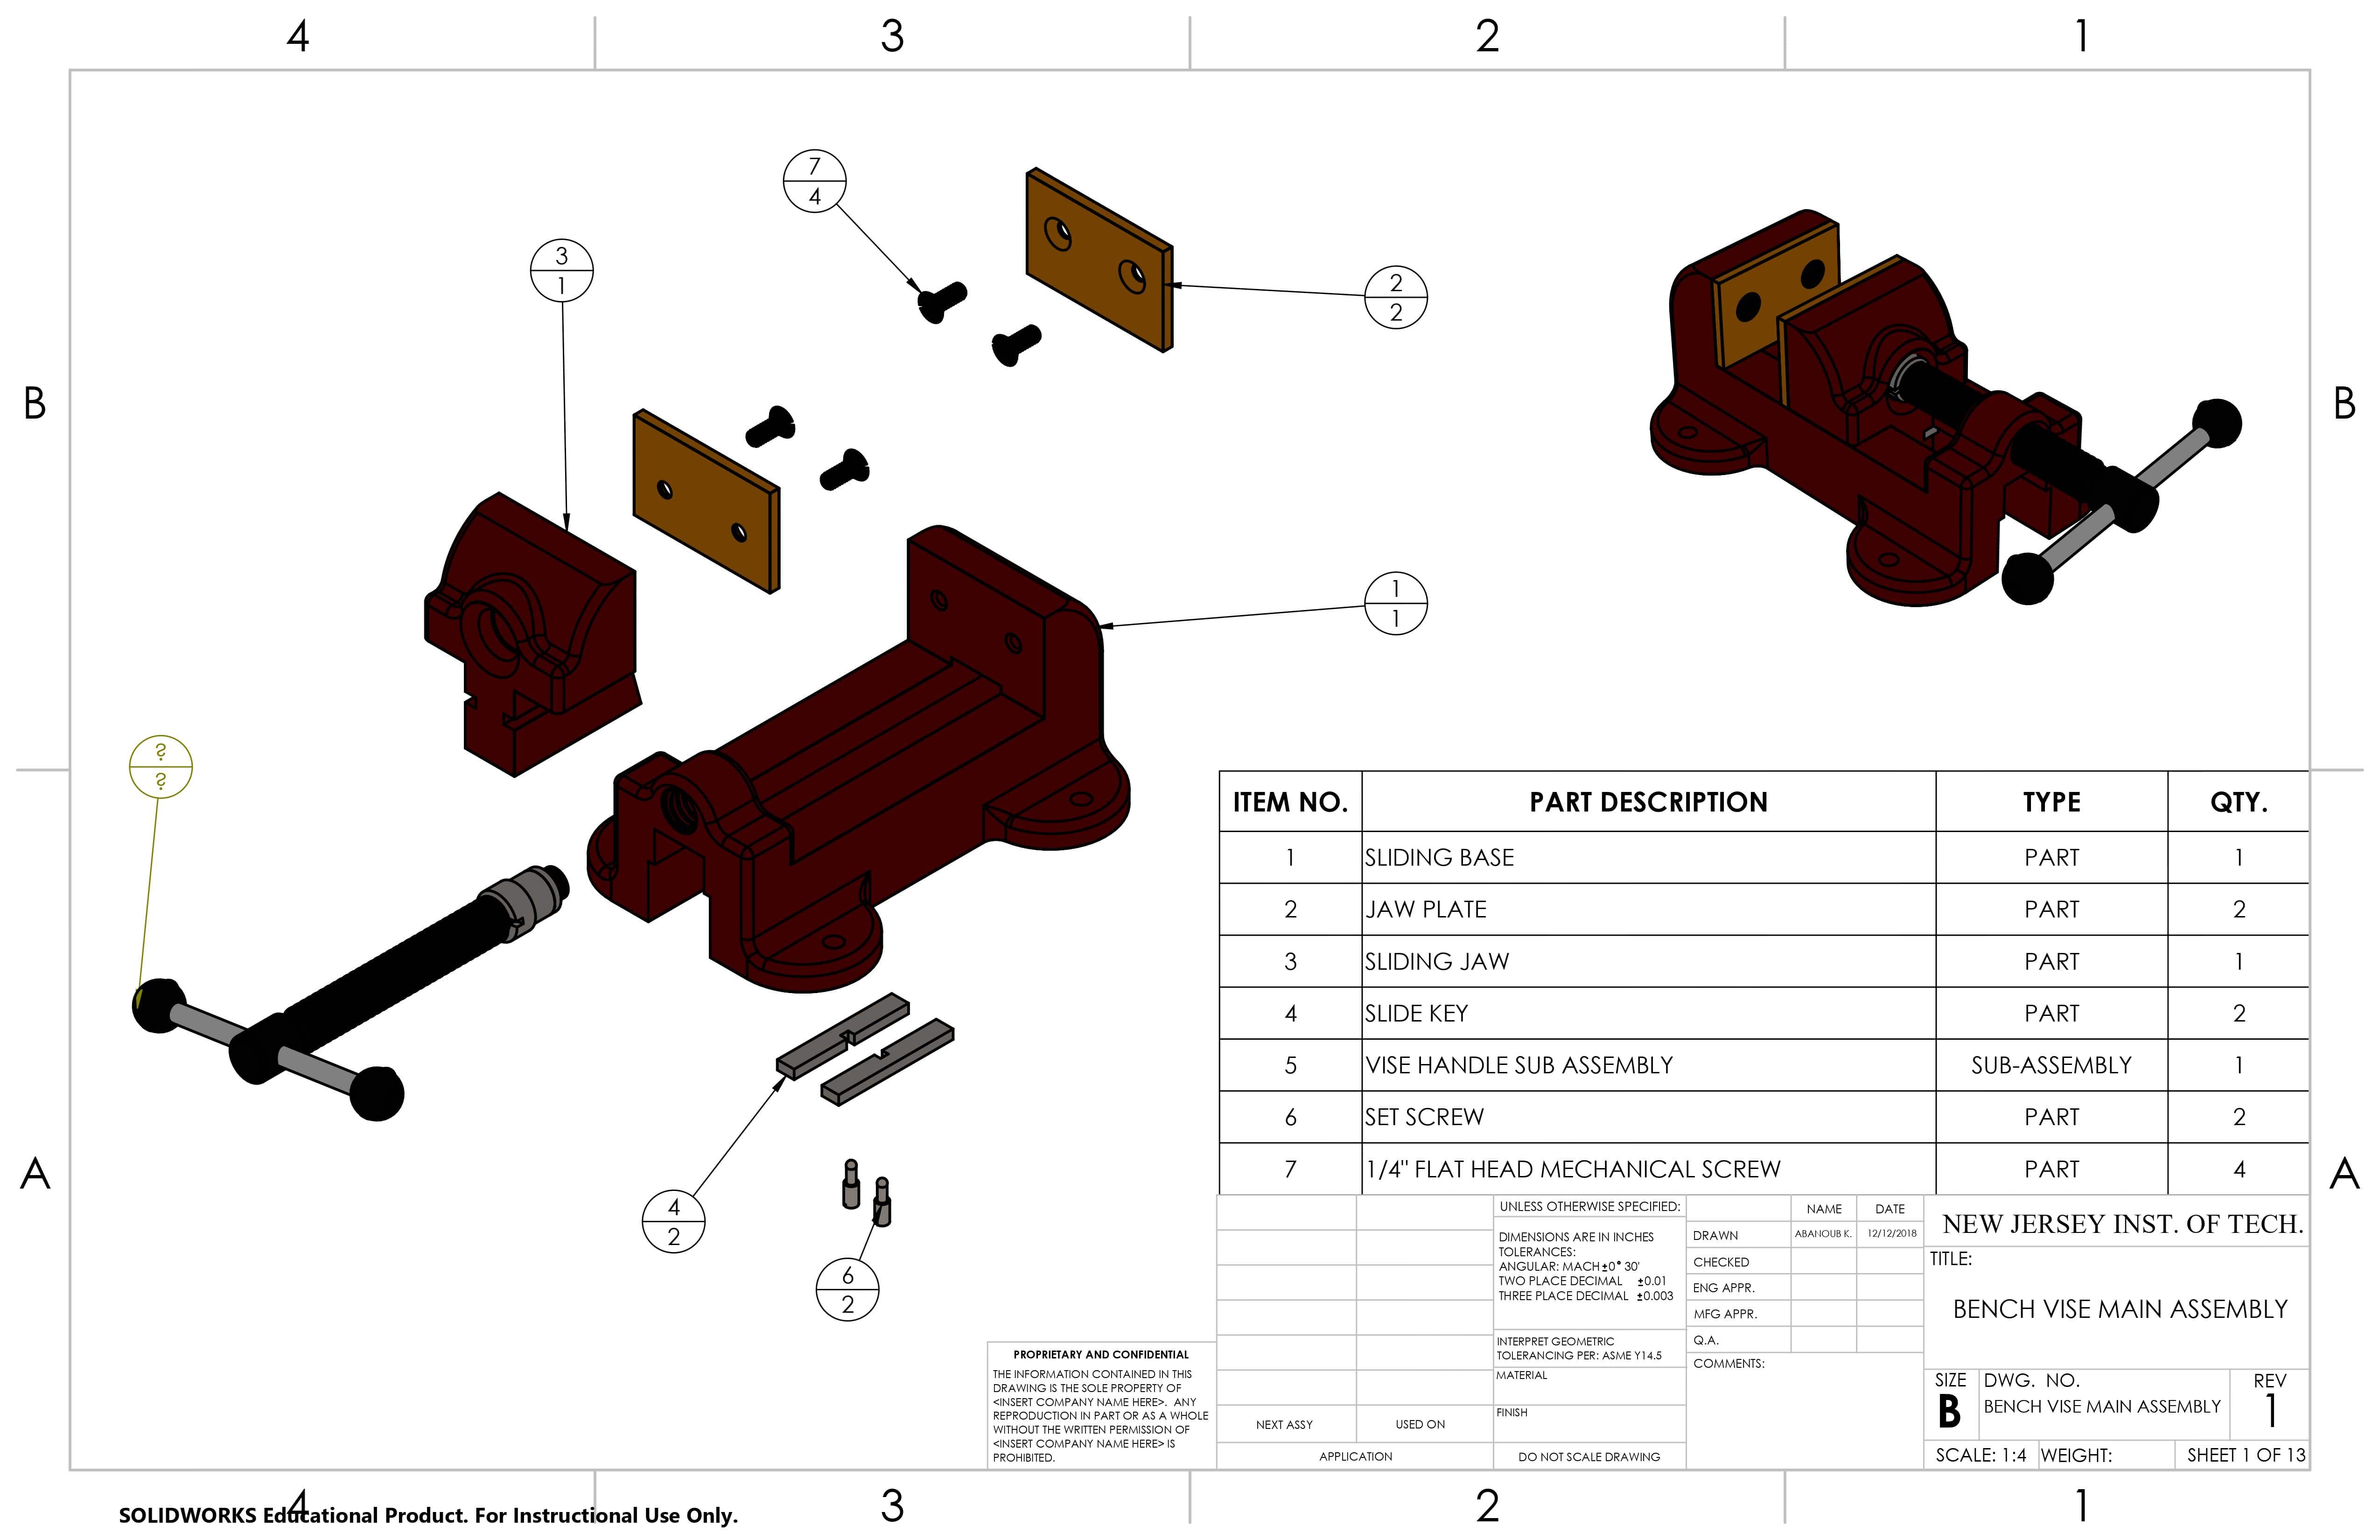 4 3 2 1
7
4
3
1
2
2
B B
1
1
?
?
ITEM NO. PART DESCRIPTION TYPE QTY.
1 SLIDING BASE PART 1
2 JAW PLATE PART 2
3 SLIDING JAW PART 1
4 SLIDE KEY PART 2
5 VISE HANDLE SUB ASSEMBLY SUB-ASSEMBLY 1
6 SET SCREW PART 2
7 1/4" FLAT HEAD MECHANICAL SCREW PART 4
A A
4
2
6
2
PROPRIETARY AND CONFIDENTIAL
THE INFORMATION CONTAINED IN THIS
DRAWING IS THE SOLE PROPERTY OF
<INSERT COMPANY NAME HERE>. ANY
REPRODUCTION IN PART OR AS A WHOLE
WITHOUT THE WRITTEN PERMISSION OF
<INSERT COMPANY NAME HERE> IS
PROHIBITED.
NEXT ASSY USED ON
APPLICATION
UNLESS OTHERWISE SPECIFIED:
DIMENSIONS ARE IN INCHES
TOLERANCES:
ANGULAR: MACH±0° 30'
TWO PLACE DECIMAL ±0.01
THREE PLACE DECIMAL ±0.003
INTERPRET GEOMETRIC
TOLERANCING PER: ASME Y14.5
MATERIAL
FINISH
DO NOT SCALE DRAWING
NAME DATE
DRAWN ABANOUB K. 12/12/2018
CHECKED
ENG APPR.
MFG APPR.
Q.A.
COMMENTS:
NEW JERSEY INST. OF TECH.
TITLE:
BENCH VISE MAIN ASSEMBLY
SIZE DWG. NO. REV
B BENCH VISE MAIN ASSEMBLY 1
SCALE: 1:4 WEIGHT: SHEET 1 OF 13
4 3 2 1
SOLIDWORKS Educational Product. For Instructional Use Only.